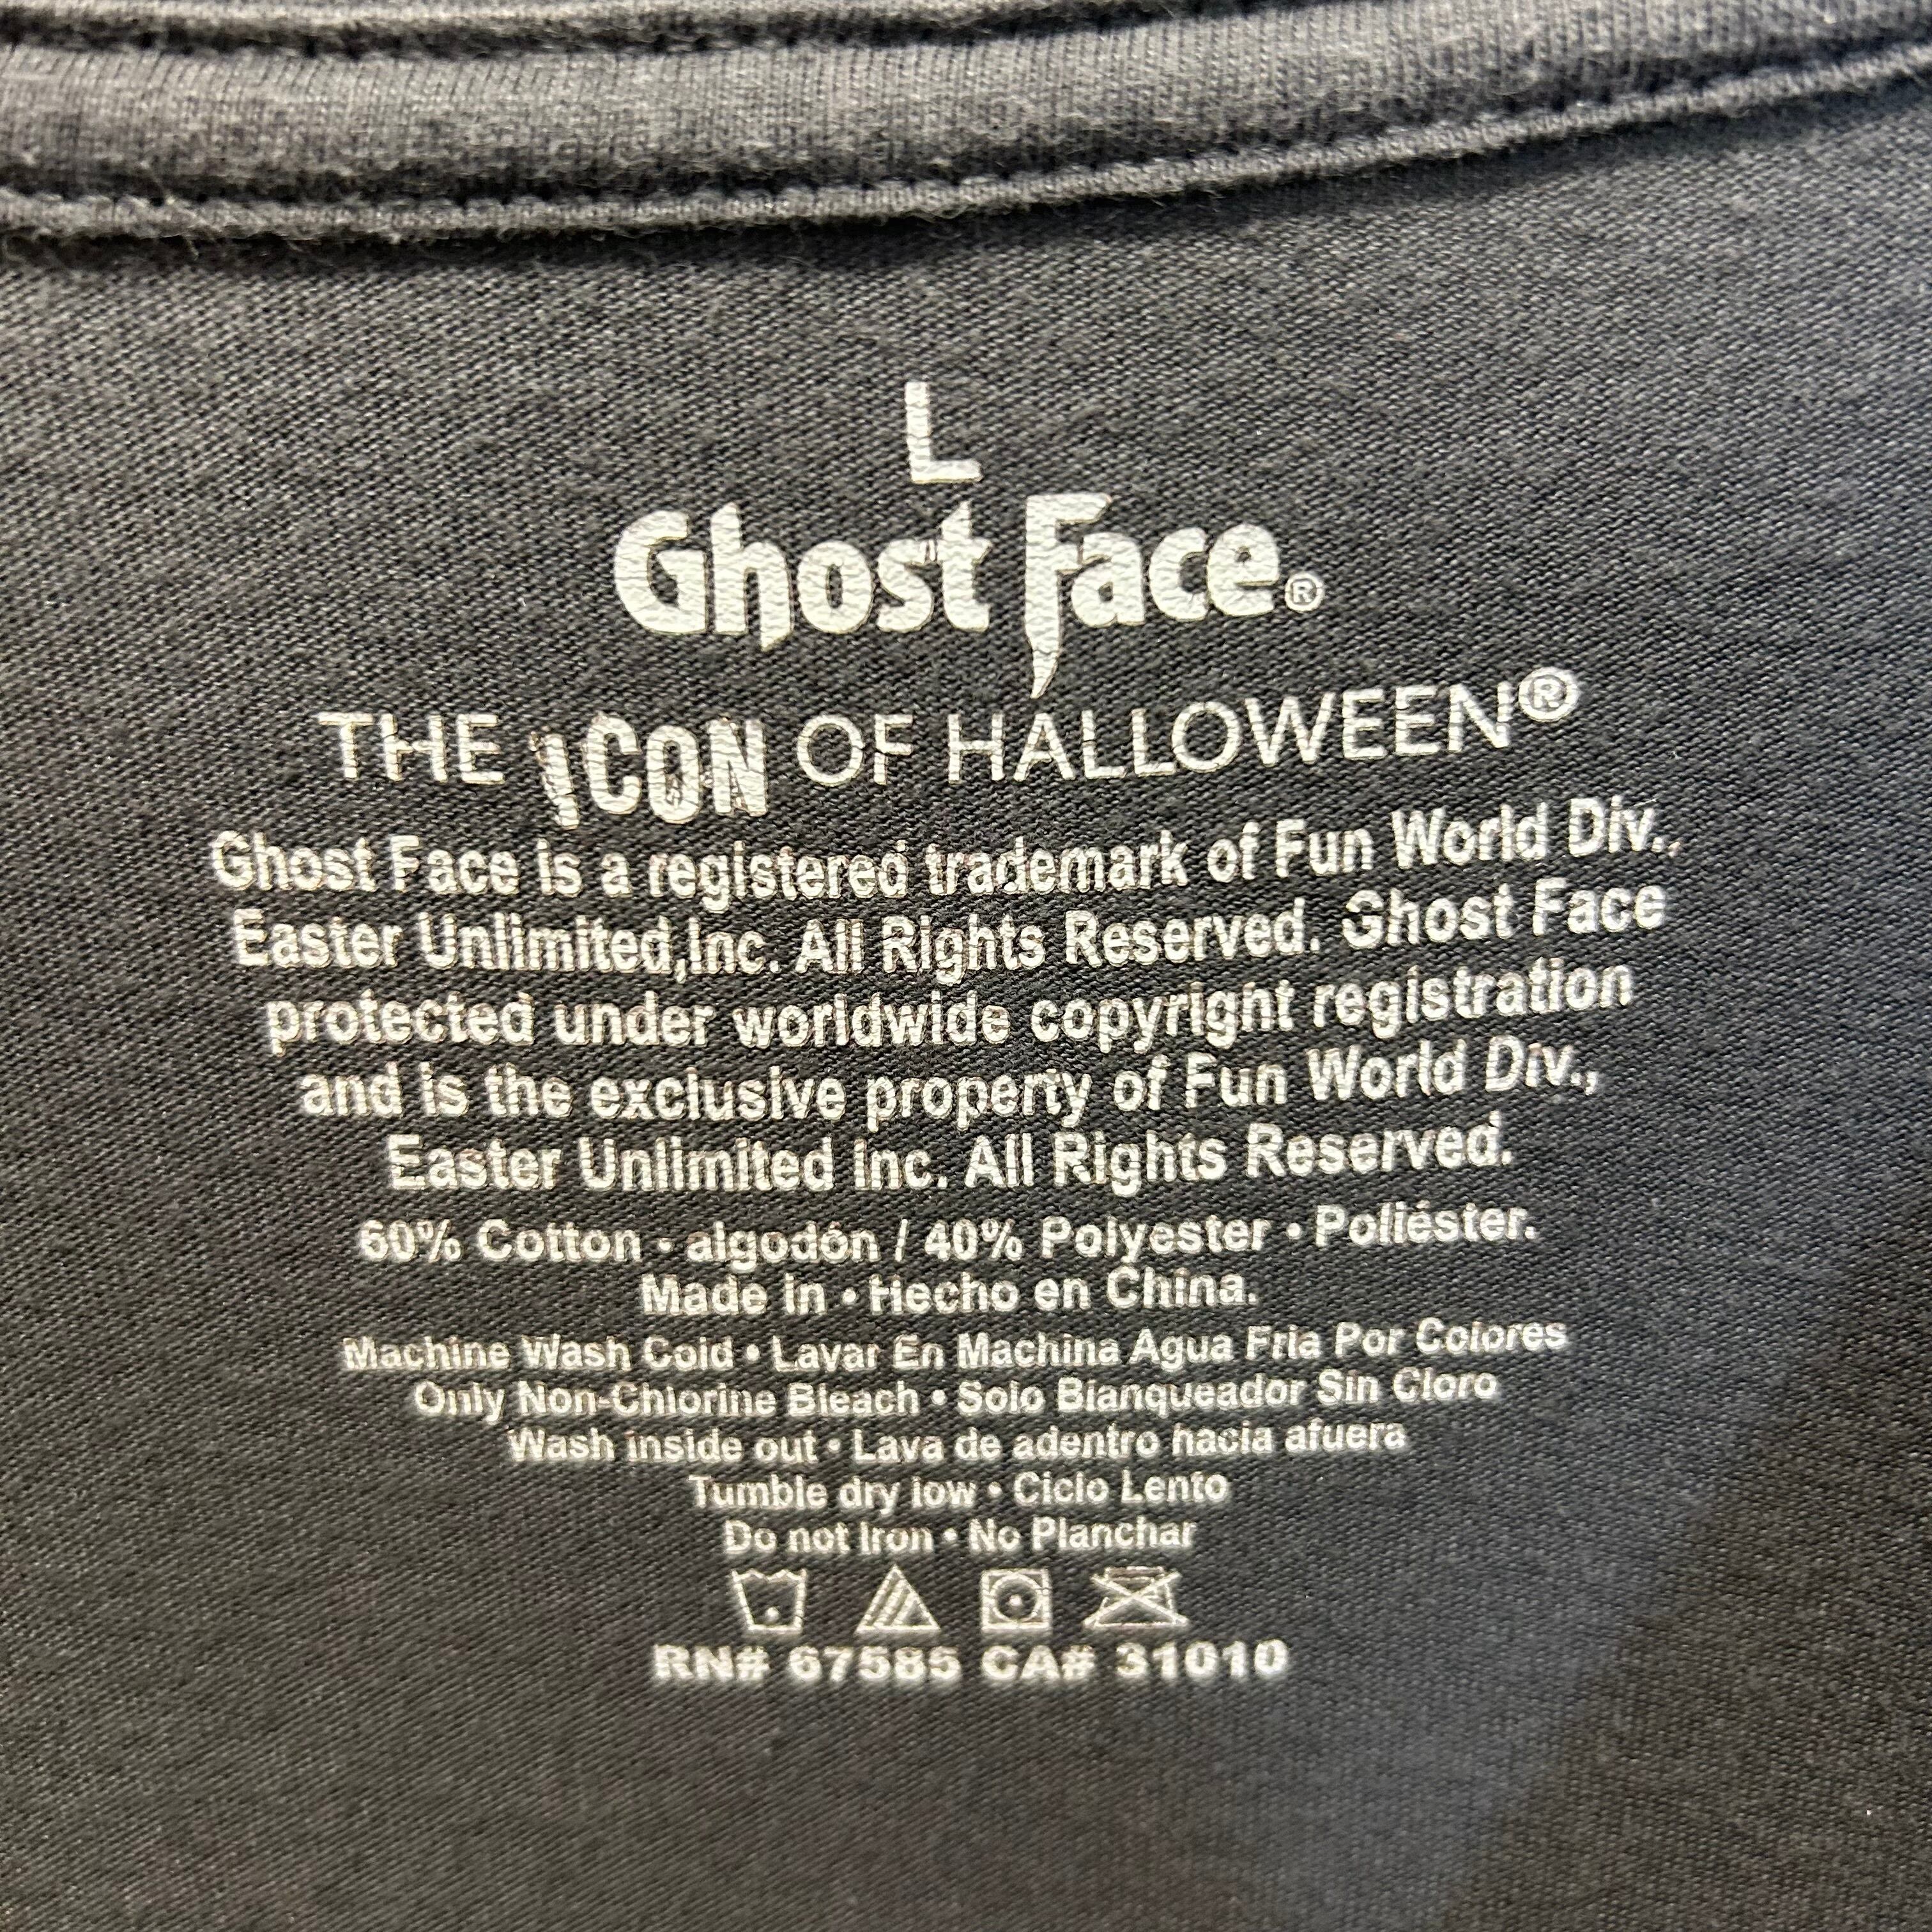 L
Ghost Face®
THE ICON OF HALLOWEEN®
Ghost Face is a registered trademark of Fun World Div.,
Easter Unlimited,Inc. All Rights Reserved. Ghost Face
protected under worldwide copyright registration
and is the exclusive property of Fun World Div.,
Easter Unlimited Inc. All Rights Reserved.
60% Cotton • algodón / 40% Polyester • Poliéster.
Made in • Hecho en China.
Machine Wash Cold • Lavar En Machina Agua Fria Por Colores
Only Non-Chlorine Bleach • Solo Blanqueador Sin Cloro
Wash inside out • Lava de adentro hacia afuera
Tumble dry low • Ciclo Lento
Do not Iron • No Planchar
RN# 67585 CA# 31010